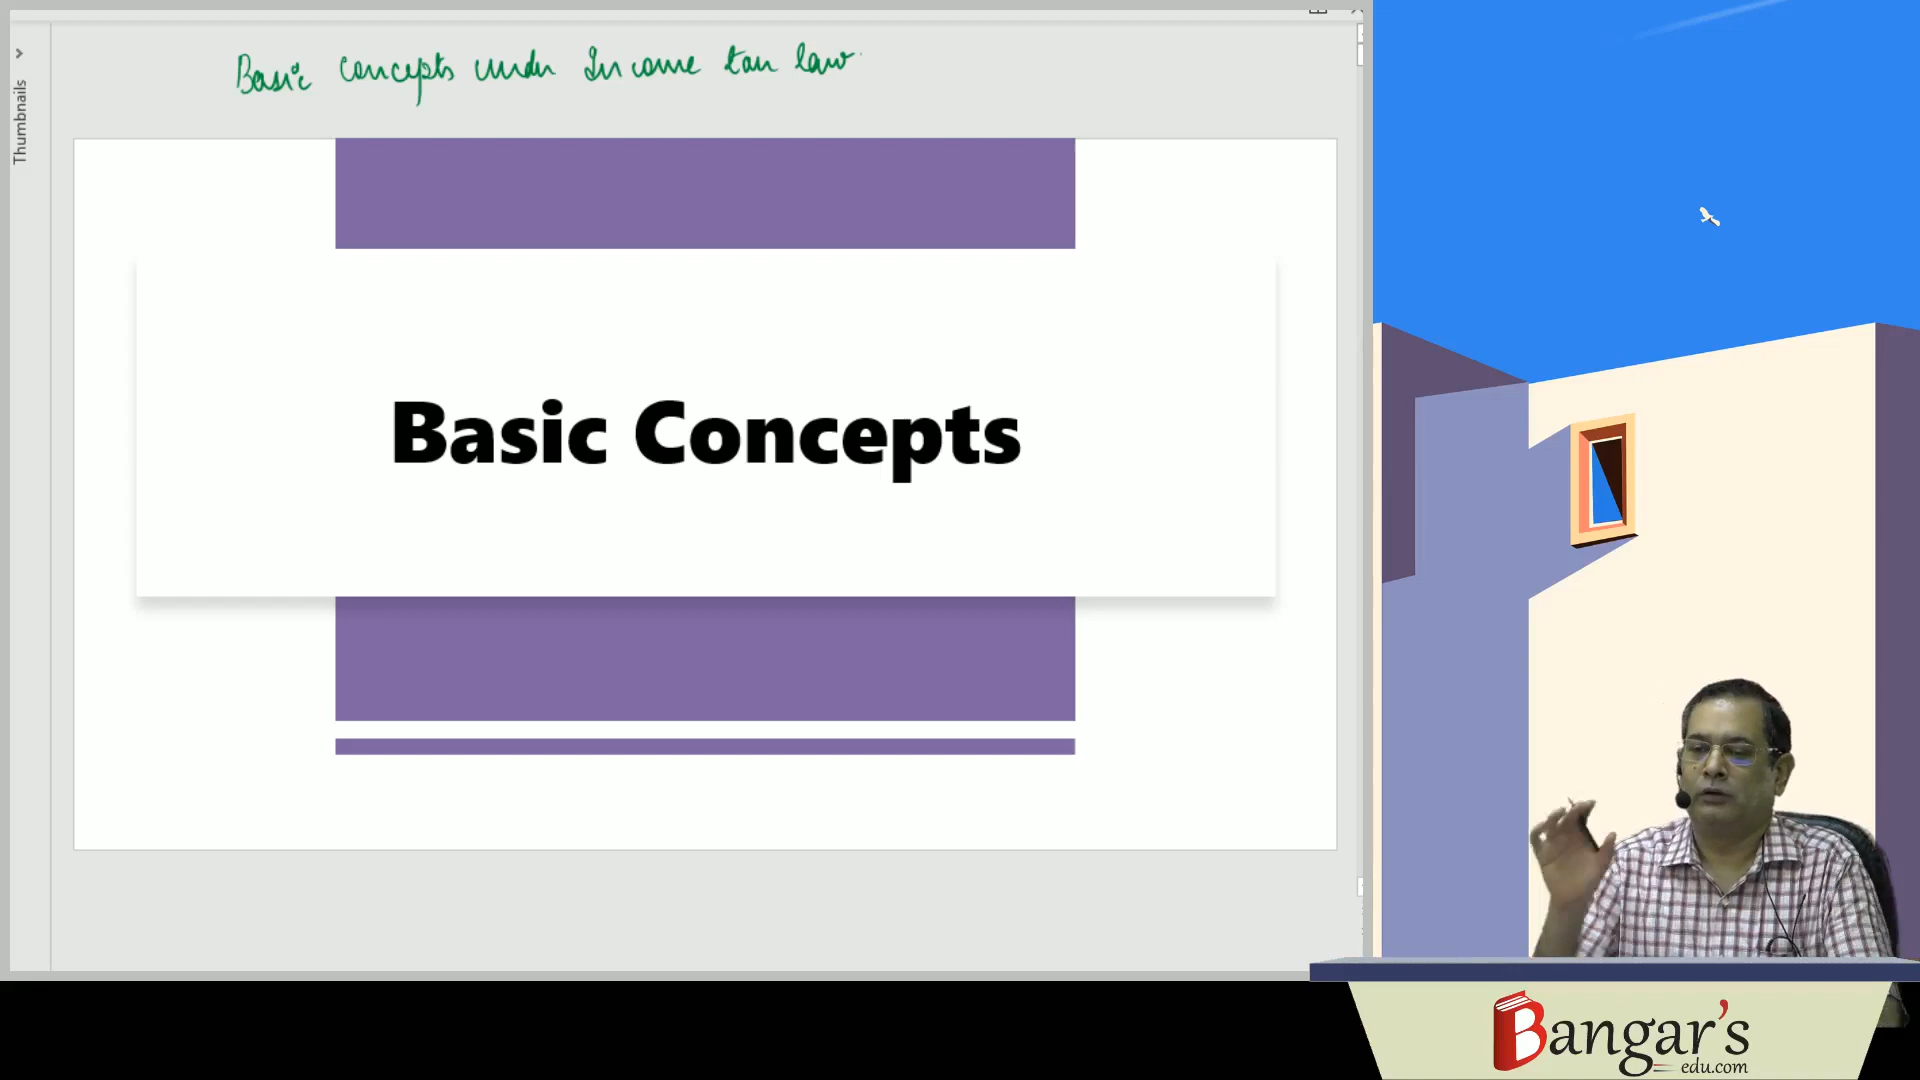 Basic concepts under Income tax law
Thumbnails
Basic Concepts
Bangar's
edu.com